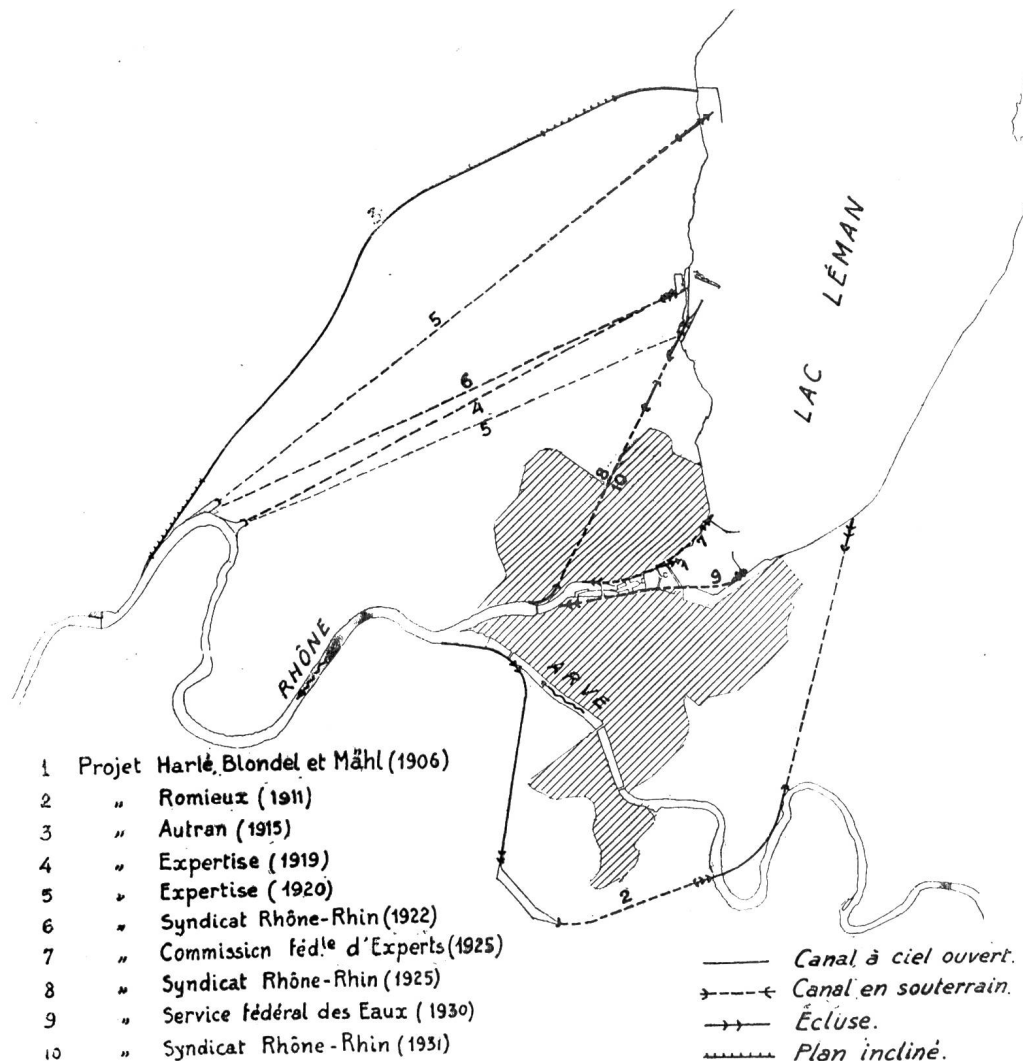 3
5
6
4
5
8
10
7
1
9
LAC LÉMAN
RHÔNE
ARVE
2
1 Projet Harlé, Blondel et Mähl (1906)
2 " Romieux (1911)
3 " Autran (1915)
4 " Expertise (1919)
5 " Expertise (1920)
6 " Syndicat Rhône-Rhin (1922)
7 " Commission féd.le d'Experts (1925)
8 " Syndicat Rhône-Rhin (1925)
9 " Service fédéral des Eaux (1930)
10 " Syndicat Rhône-Rhin (1931)
Canal à ciel ouvert.
Canal en souterrain.
Écluse.
Plan incliné.